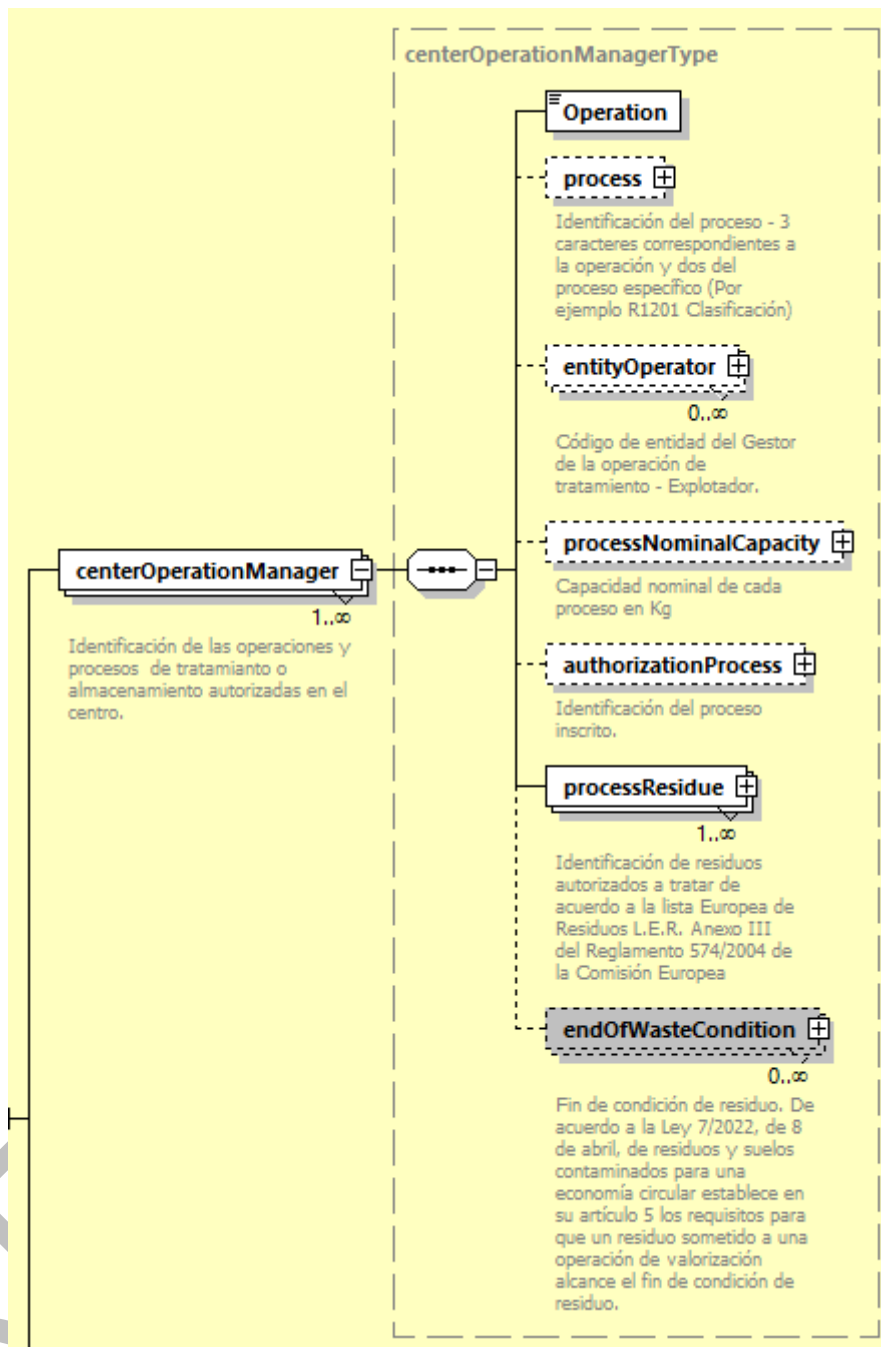 centerOperationManagerType
Operation
process
Identificación del proceso - 3
caracteres correspondientes a
la operación y dos del
proceso específico (Por
ejemplo R1201 Clasificación)
entityOperator
0..∞
Código de entidad del Gestor
de la operación de
tratamiento - Explotador.
processNominalCapacity
Capacidad nominal de cada
proceso en Kg
centerOperationManager
1..∞
Identificación de las operaciones y
procesos de tratamianto o
almacenamiento autorizadas en el
centro.
authorizationProcess
Identificación del proceso
inscrito.
processResidue
1..∞
Identificación de residuos
autorizados a tratar de
acuerdo a la lista Europea de
Residuos L.E.R. Anexo III
del Reglamento 574/2004 de
la Comisión Europea
endOfWasteCondition
0..∞
Fin de condición de residuo. De
acuerdo a la Ley 7/2022, de 8
de abril, de residuos y suelos
contaminados para una
economía circular establece en
su artículo 5 los requisitos para
que un residuo sometido a una
operación de valorización
alcance el fin de condición de
residuo.